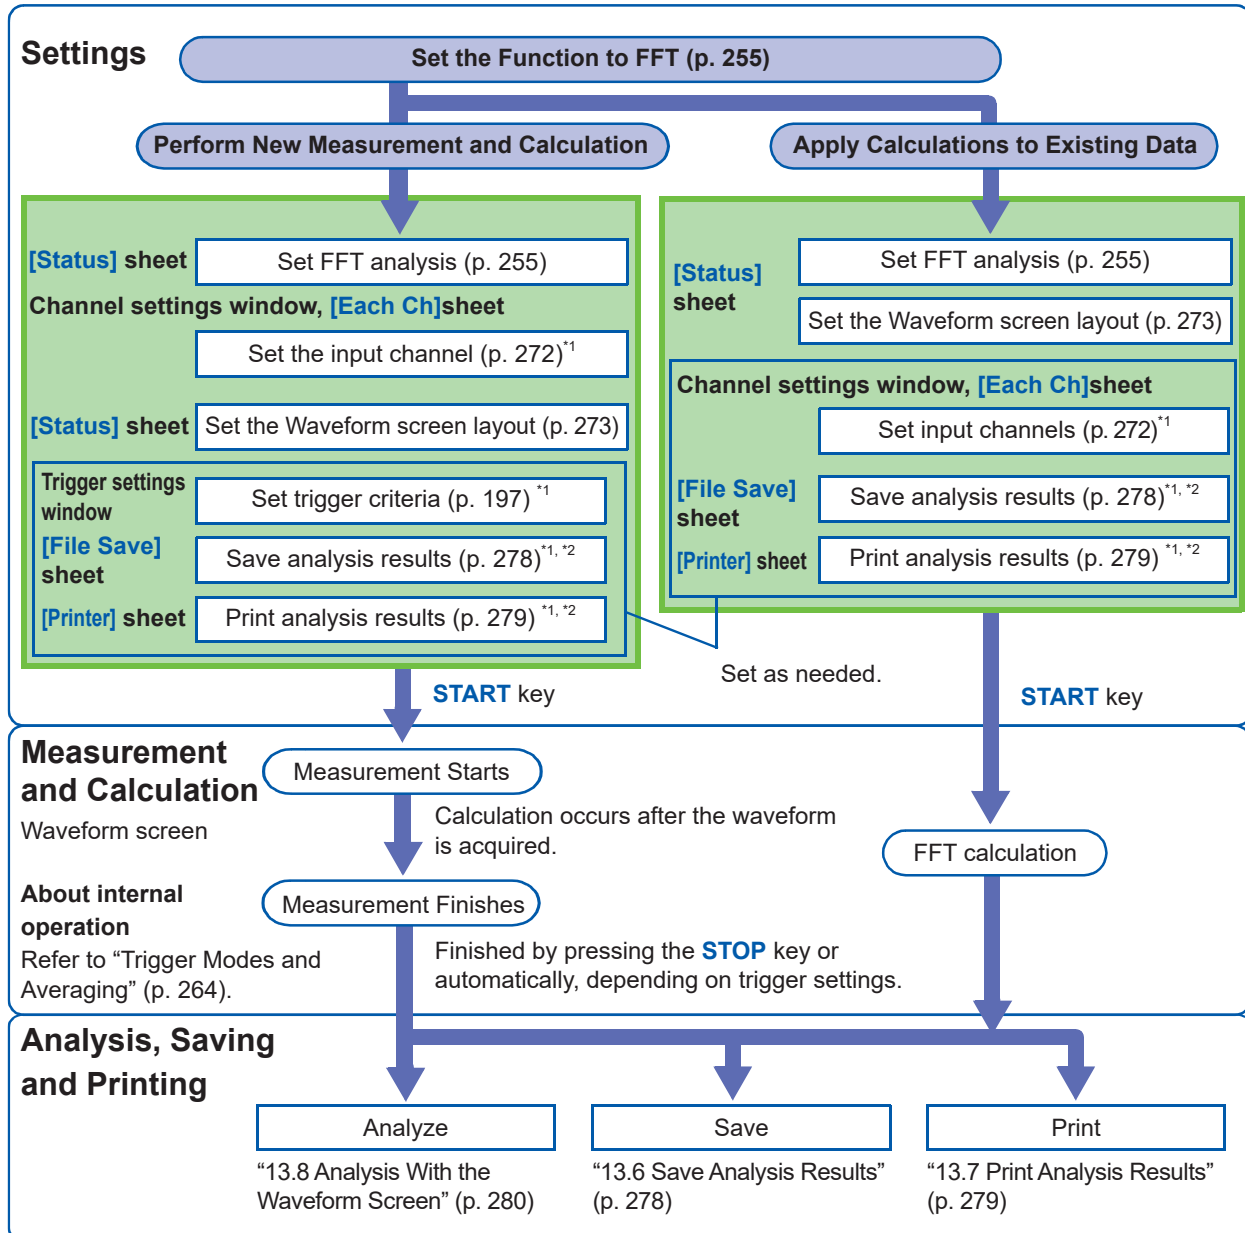 Settings
Set the Function to FFT (p. 255)
Perform New Measurement and Calculation
Apply Calculations to Existing Data
[Status] sheet
Set FFT analysis (p. 255)
Channel settings window, [Each Ch]sheet
Set the input channel (p. 272)*1
[Status] sheet
Set the Waveform screen layout (p. 273)
Trigger settings
window
Set trigger criteria (p. 197) *1
[File Save]
sheet
Save analysis results (p. 278)*1, *2
[Printer] sheet
Print analysis results (p. 279) *1, *2
[Status]
sheet
Set FFT analysis (p. 255)
Set the Waveform screen layout (p. 273)
Channel settings window, [Each Ch]sheet
Set input channels (p. 272)*1
[File Save]
sheet
Save analysis results (p. 278)*1, *2
[Printer] sheet
Print analysis results (p. 279) *1, *2
Set as needed.
START key
START key
Measurement
and Calculation
Waveform screen
Measurement Starts
Calculation occurs after the waveform
is acquired.
FFT calculation
About internal
operation
Refer to “Trigger Modes and
Averaging” (p. 264).
Measurement Finishes
Finished by pressing the STOP key or
automatically, depending on trigger settings.
Analysis, Saving
and Printing
Analyze
“13.8 Analysis With the
Waveform Screen” (p. 280)
Save
“13.6 Save Analysis Results”
(p. 278)
Print
“13.7 Print Analysis Results”
(p. 279)